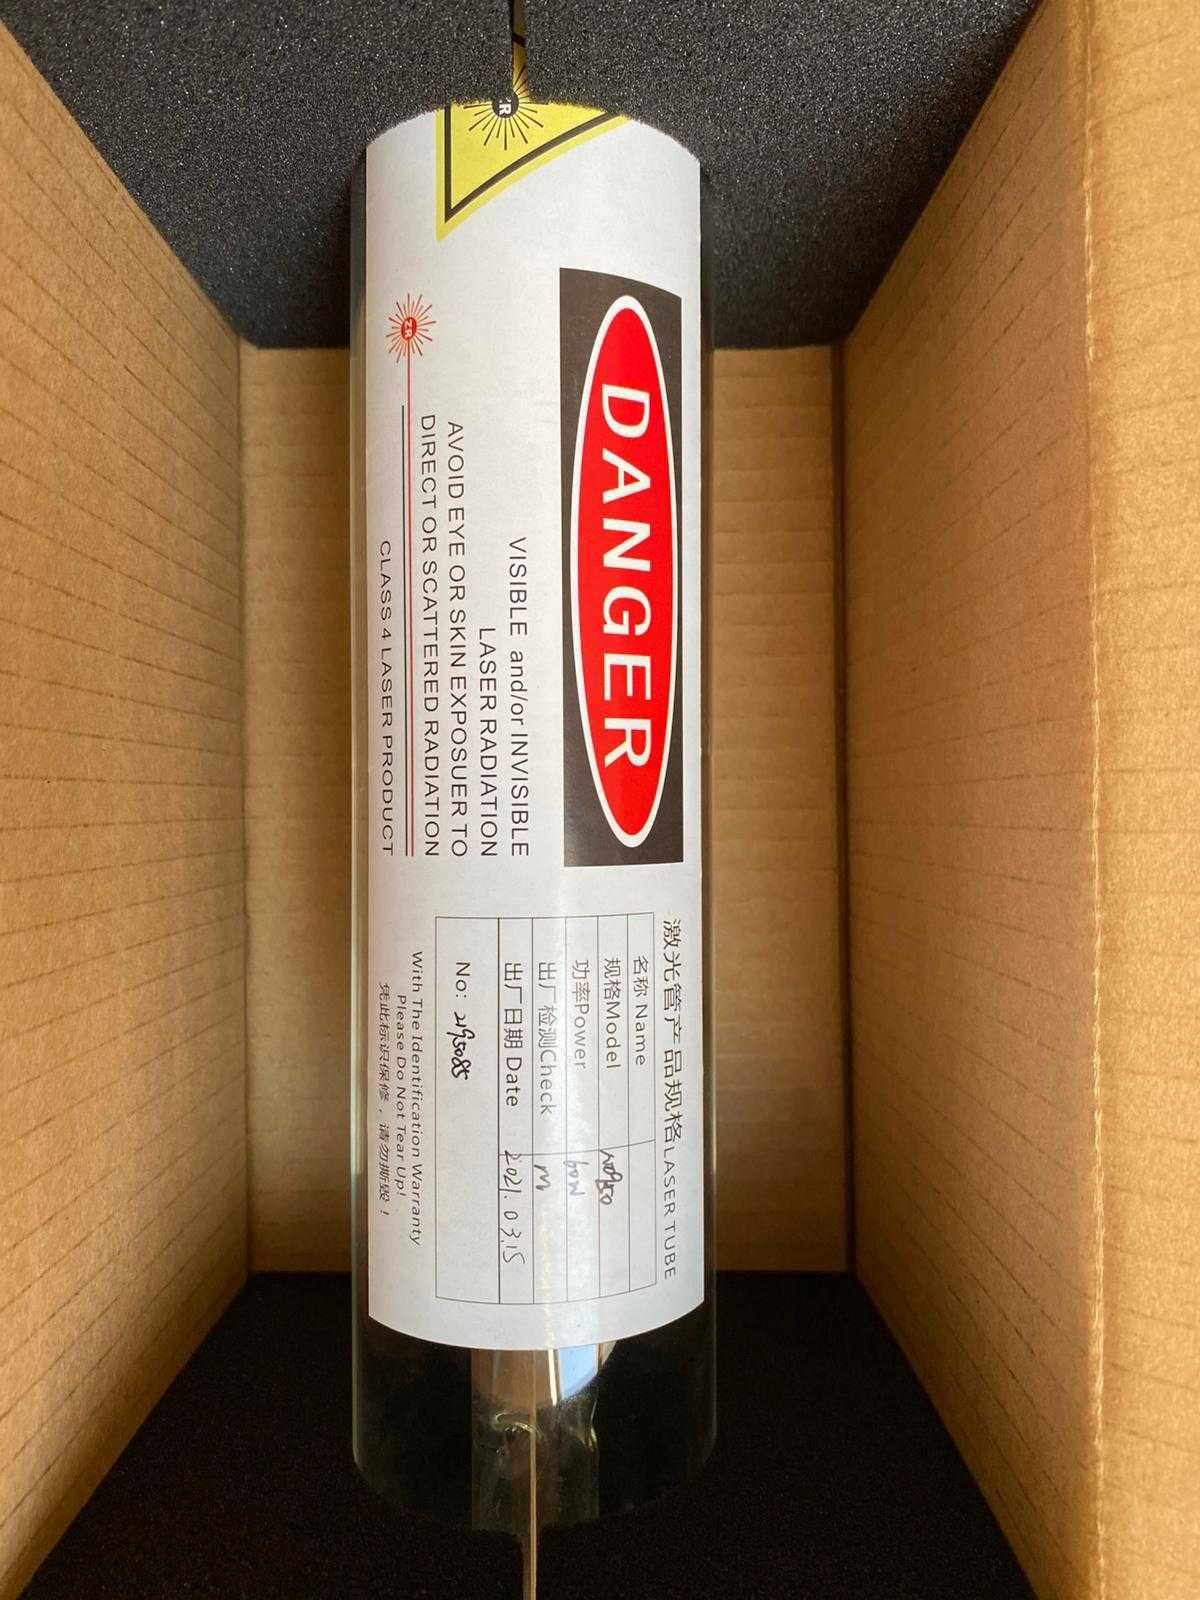 ZR
DANGER
VISIBLE and/or INVISIBLE
LASER RADIATION
AVOID EYE OR SKIN EXPOSUER TO
DIRECT OR SCATTERED RADIATION
ZR
CLASS 4 LASER PRODUCT
激光管产品规格LASER TUBE
名称 Name
规格Model
功率Power 60W
出厂检测Check M
出厂日期 Date 2021.03.15
No:
With The Identification Warranty
Please Do Not Tear Up!
凭此标识保修，请勿撕毁！